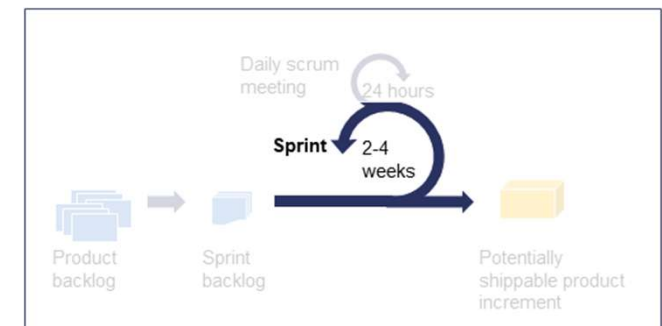 Daily scrum
meeting
24 hours
Sprint
2-4
weeks
Product
backlog
Sprint
backlog
Potentially
shippable product
increment